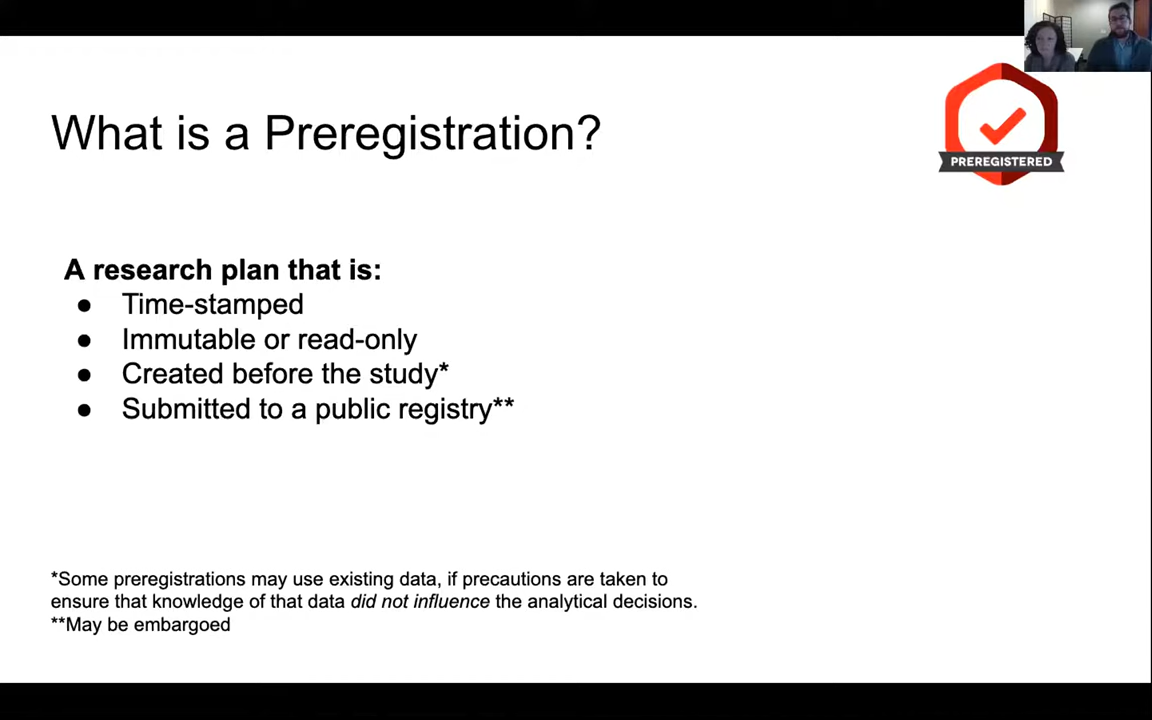 What is a Preregistration?
PREREGISTERED
A research plan that is:
● Time-stamped
● Immutable or read-only
● Created before the study*
● Submitted to a public registry**
*Some preregistrations may use existing data, if precautions are taken to
ensure that knowledge of that data did not influence the analytical decisions.
**May be embargoed